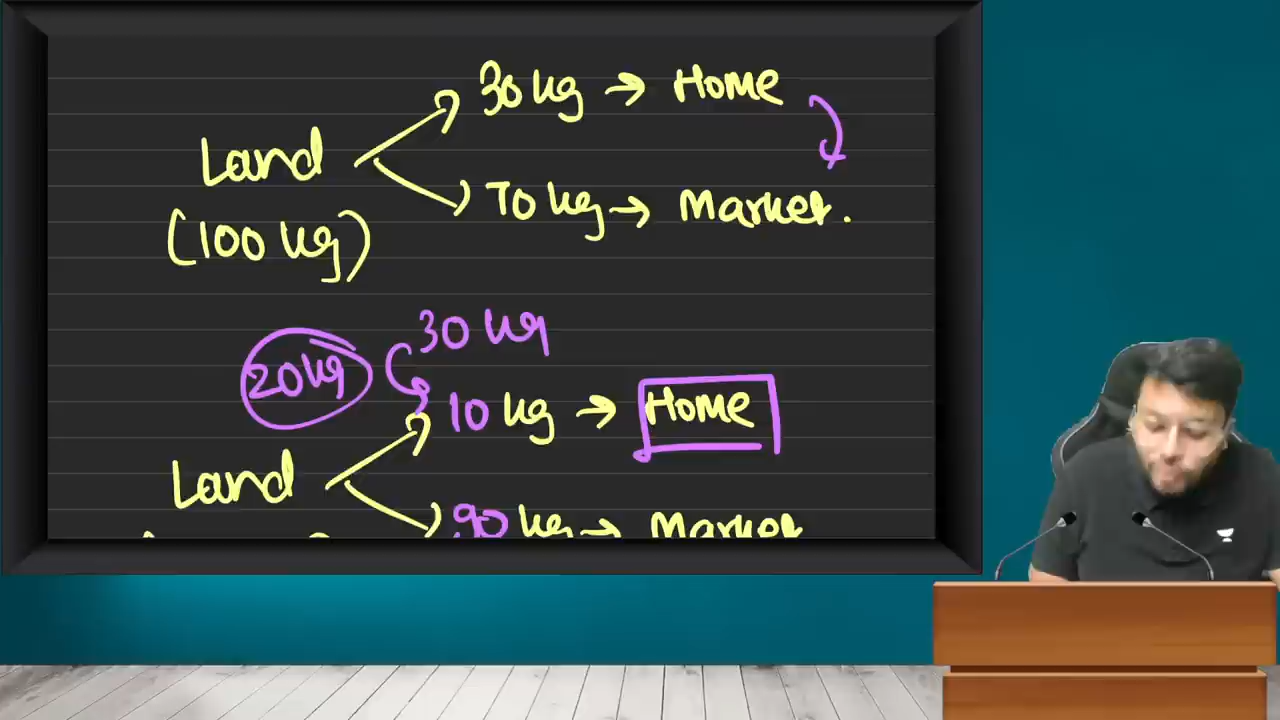 30 kg → Home
Land
70 kg → Market.
(100 kg)
30 kg
20 kg
10 kg → Home
Land
90 kg → Market